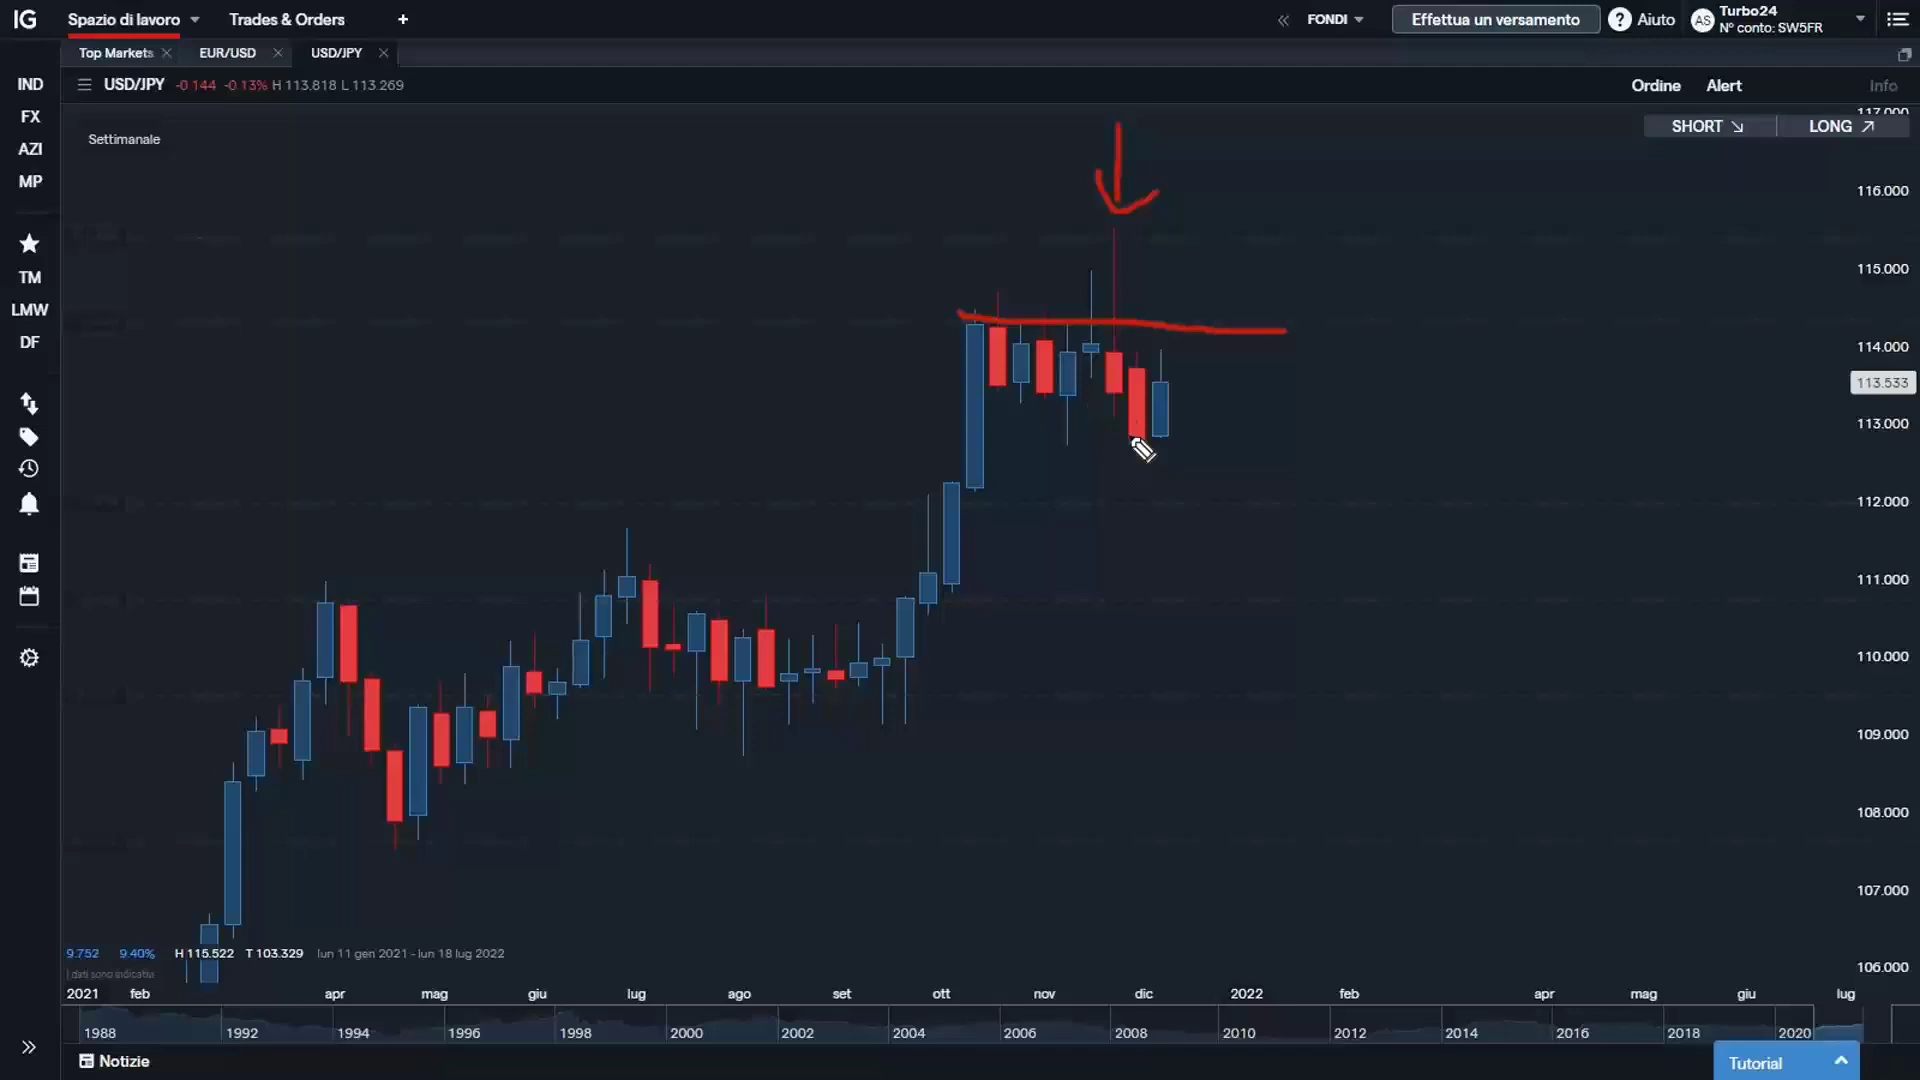 IG Spazio di lavoro Trades & Orders + FONDI Effettua un versamento ? Aiuto AS Turbo24
Nº conto: SW5FR
Top Markets EUR/USD USD/JPY
IND
FX
AZI
MP
TM
LMW
DF
USD/JPY -0.144 -0.13% H 113.818 L 113.269 Ordine Alert Info
117.000
SHORT LONG
Settimanale
116.000
115.000
114.000
113.533
113.000
112.000
111.000
110.000
109.000
108.000
107.000
106.000
9.752 9.40% H 115.522 T 103.329 lun 11 gen 2021 - lun 18 lug 2022
I dati sono indicativi
2021 feb apr mag giu lug ago set ott nov dic 2022 feb apr mag giu lug
1988 1992 1994 1996 1998 2000 2002 2004 2006 2008 2010 2012 2014 2016 2018 2020
Notizie
Tutorial